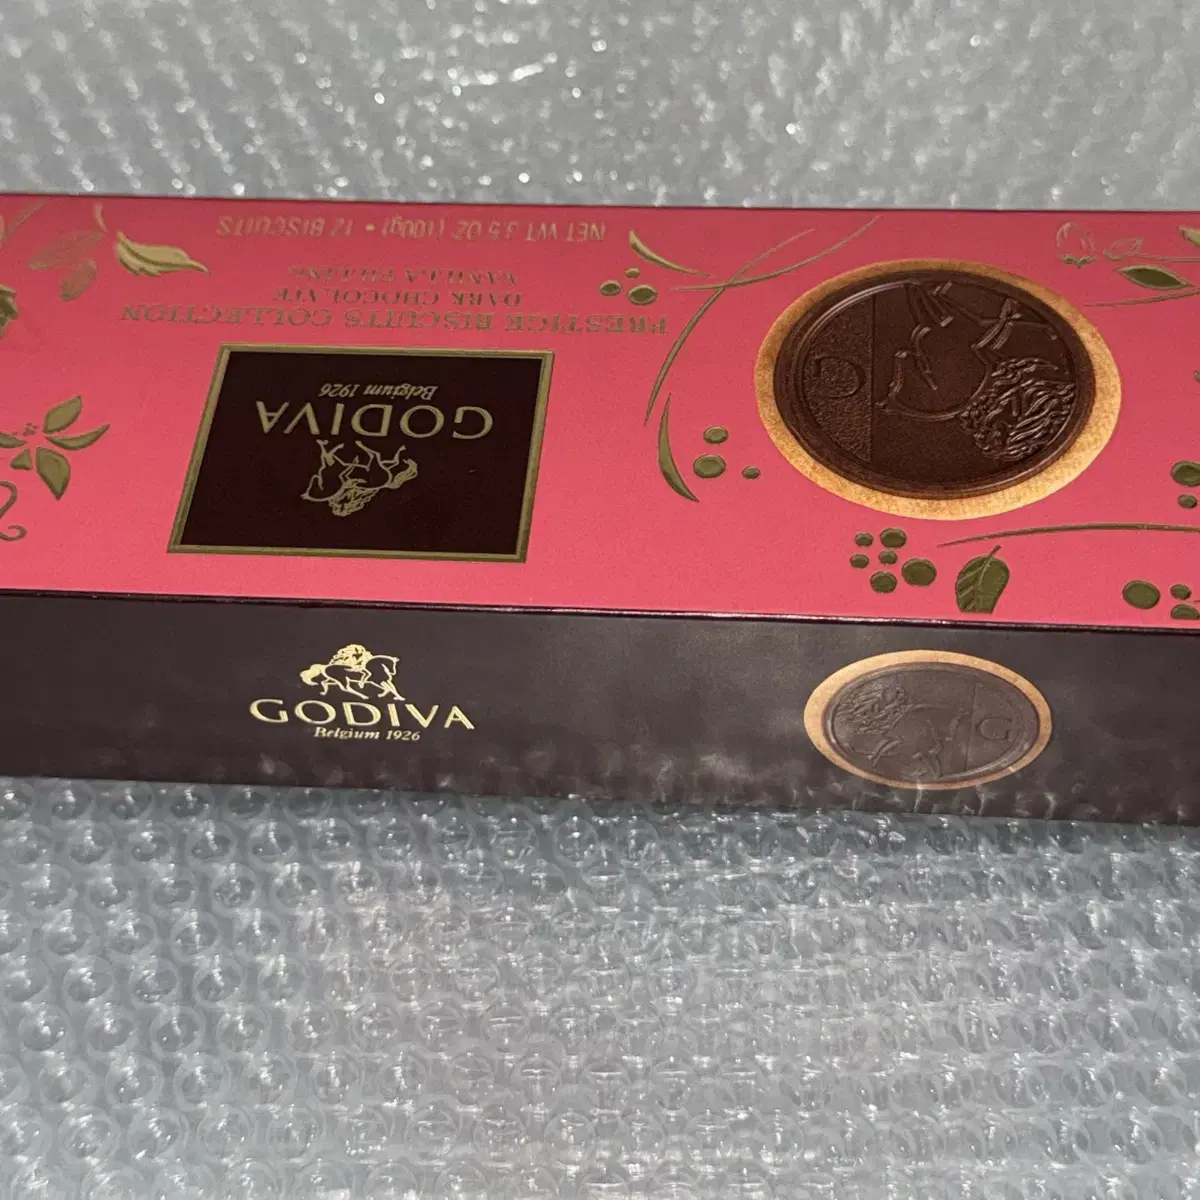 GODIVA
Belgium 1926
PRESTIGE BISCUITS COLLECTION
DARK CHOCOLATE
VANILLA FILLING
NET WT 3.5 OZ (100g) • 12 BISCUITS
GODIVA
Belgium 1926
G